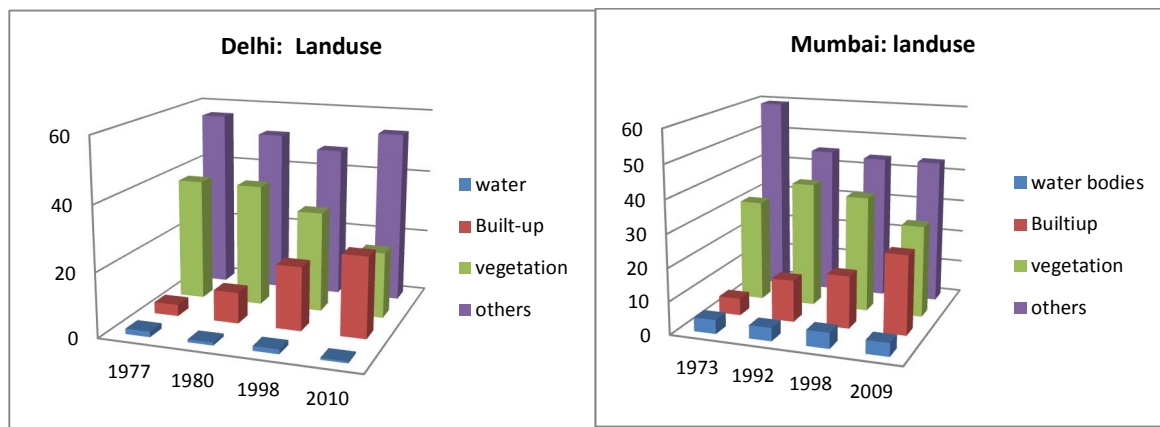 Delhi: Landuse
60
40
20
0
1977
1980
1998
2010
water
Built-up
vegetation
others
Mumbai: landuse
60
50
40
30
20
10
0
1973
1992
1998
2009
water bodies
Builtiup
vegetation
others